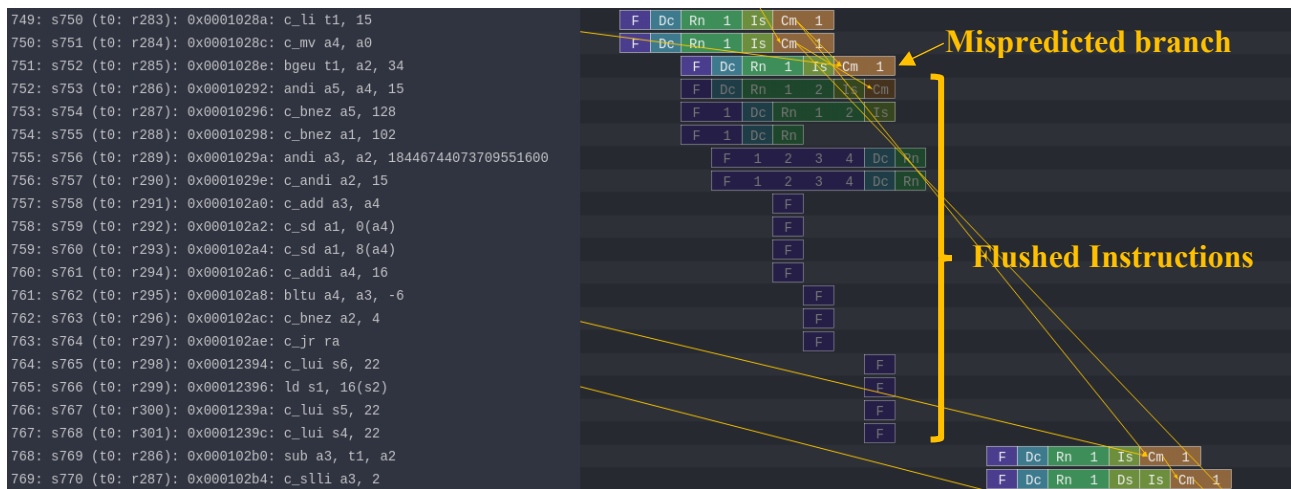 749: s750 (t0: r283): 0x0001028a: c_li t1, 15 F Dc Rn 1 Is Cm 1
750: s751 (t0: r284): 0x0001028c: c_mv a4, a0 F Dc Rn 1 Is Cm 1
Mispredicted branch
751: s752 (t0: r285): 0x0001028e: bgeu t1, a2, 34 F Dc Rn 1 Is Cm 1
752: s753 (t0: r286): 0x00010292: andi a5, a4, 15 F Dc Rn 1 2 Is Cm
753: s754 (t0: r287): 0x00010296: c_bnez a5, 128 F 1 Dc Rn 1 2 Is
754: s755 (t0: r288): 0x00010298: c_bnez a1, 102 F 1 Dc Rn
755: s756 (t0: r289): 0x0001029a: andi a3, a2, 18446744073709551600 F 1 2 3 4 Dc Rn
756: s757 (t0: r290): 0x0001029e: c_andi a2, 15 F 1 2 3 4 Dc Rn
757: s758 (t0: r291): 0x000102a0: c_add a3, a4 F
758: s759 (t0: r292): 0x000102a2: c_sd a1, 0(a4) F
759: s760 (t0: r293): 0x000102a4: c_sd a1, 8(a4) F
Flushed Instructions
760: s761 (t0: r294): 0x000102a6: c_addi a4, 16 F
761: s762 (t0: r295): 0x000102a8: bltu a4, a3, -6 F
762: s763 (t0: r296): 0x000102ac: c_bnez a2, 4 F
763: s764 (t0: r297): 0x000102ae: c_jr ra F
764: s765 (t0: r298): 0x00012394: c_lui s6, 22 F
765: s766 (t0: r299): 0x00012396: ld s1, 16(s2) F
766: s767 (t0: r300): 0x0001239a: c_lui s5, 22 F
767: s768 (t0: r301): 0x0001239c: c_lui s4, 22 F
768: s769 (t0: r286): 0x000102b0: sub a3, t1, a2 F Dc Rn 1 Is Cm 1
769: s770 (t0: r287): 0x000102b4: c_slli a3, 2 F Dc Rn 1 Ds Is Cm 1